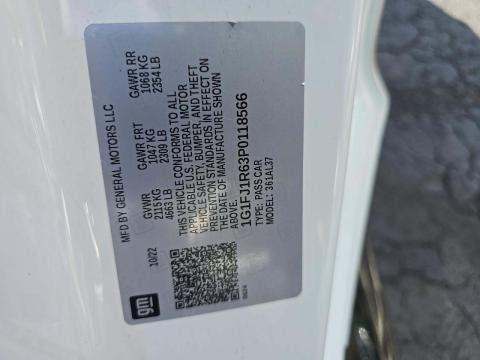 MFD BY GENERAL MOTORS LLC
10/22 GVWR GAWR FRT GAWR RR
2115 KG 1047 KG 1068 KG
4663 LB 2309 LB 2354 LB
THIS VEHICLE CONFORMS TO ALL
APPLICABLE U.S. FEDERAL MOTOR
VEHICLE SAFETY, BUMPER, AND THEFT
PREVENTION STANDARDS IN EFFECT ON
THE DATE OF MANUFACTURE SHOWN
ABOVE.
1G1FJ1R63P0118566
TYPE: PASS CAR
MODEL: 361AL37
gm